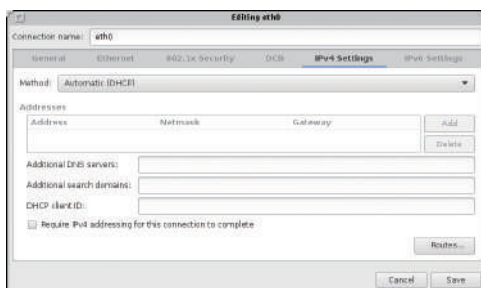 Editing eth0
Connection name: eth0
General Ethernet 802.1x Security DCB IPv4 Settings IPv6 Settings
Method: Automatic (DHCP)
Addresses
Address Netmask Gateway Add
Delete
Additional DNS servers:
Additional search domains:
DHCP client ID:
Require IPv4 addressing for this connection to complete
Routes...
Cancel Save